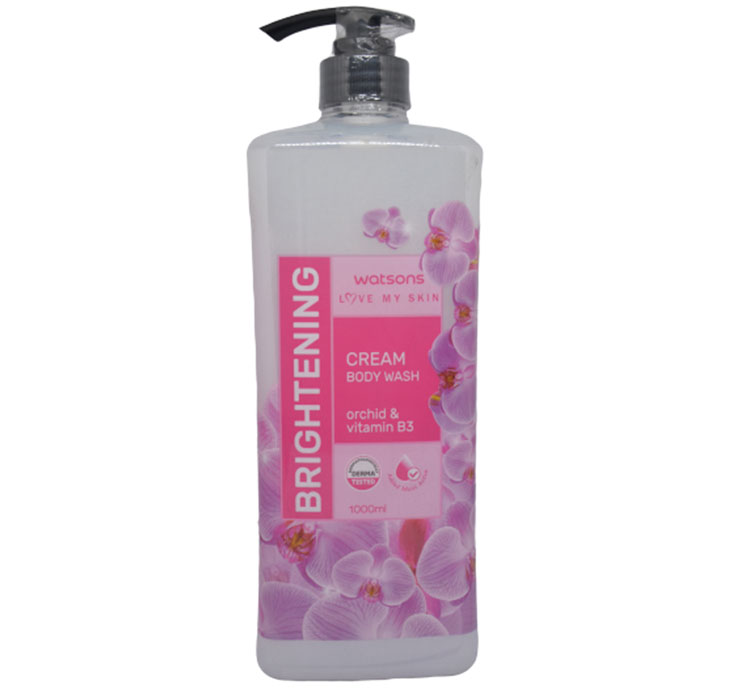 BRIGHTENING
watsons
LOVE MY SKIN
CREAM
BODY WASH
orchid &
vitamin B3
DERMA
TESTED
1000ml